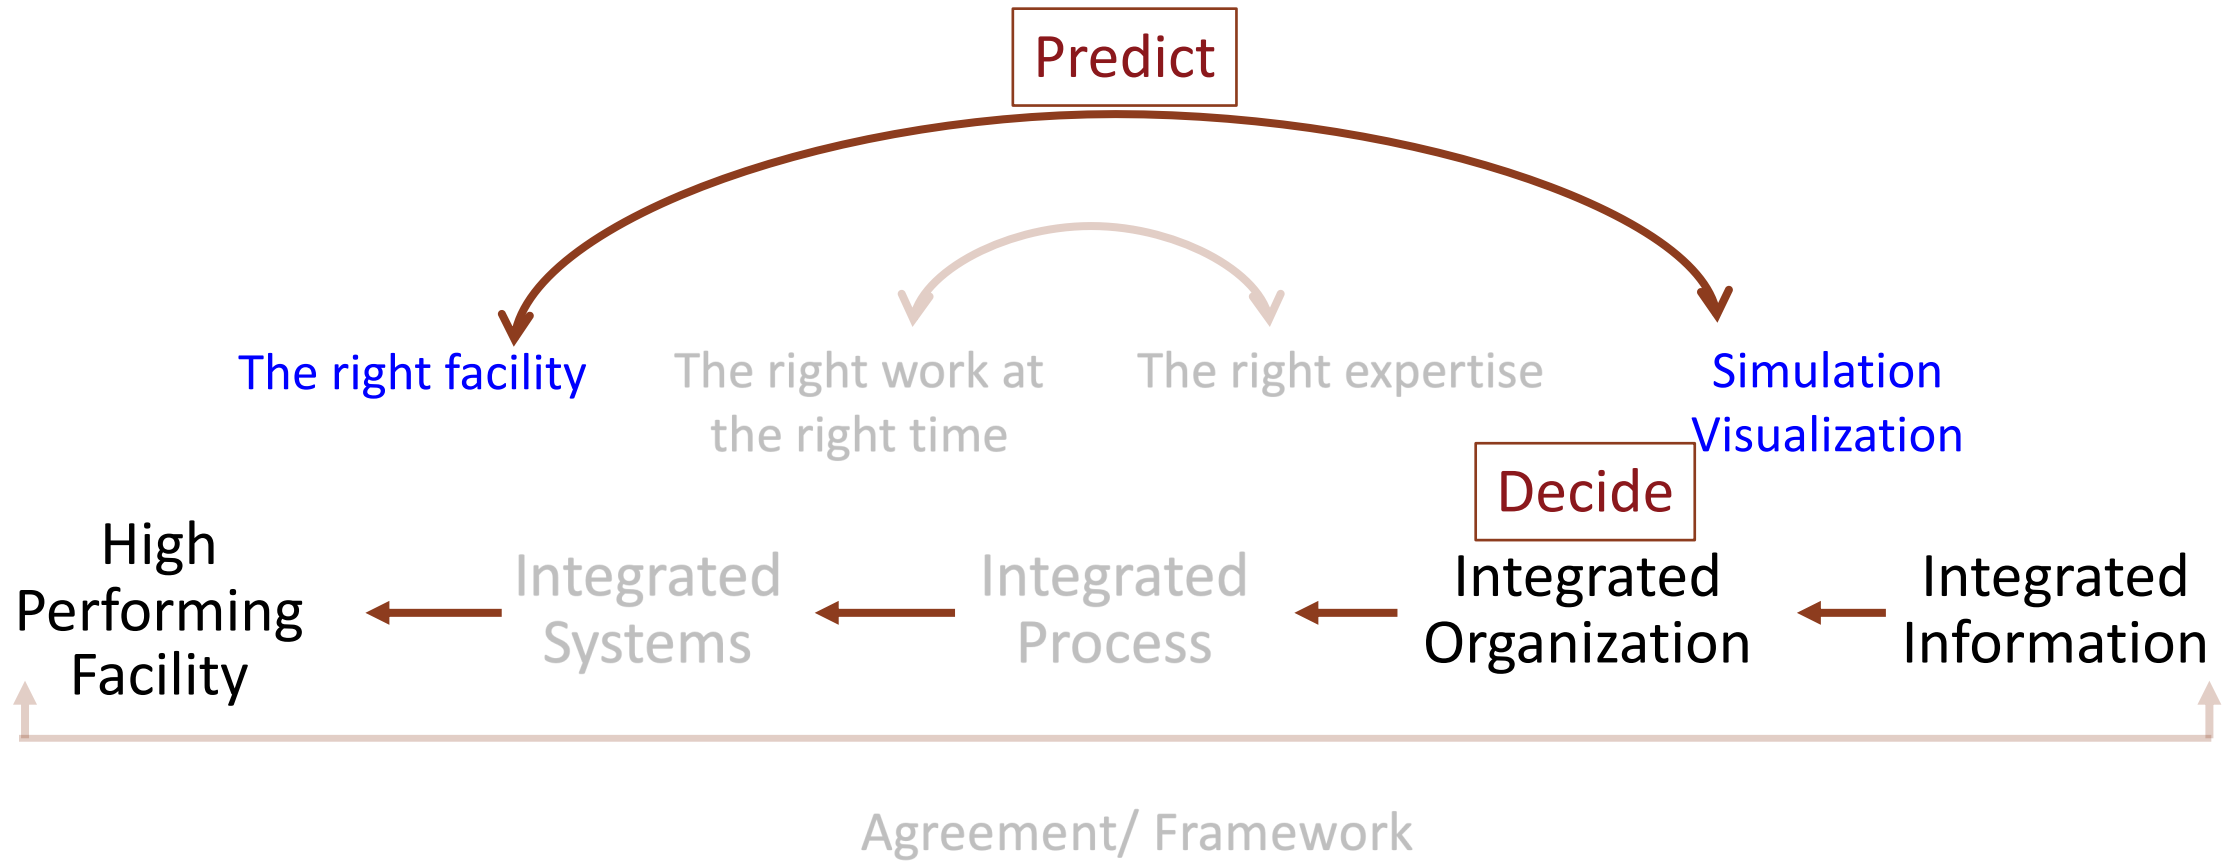 Predict
The right facility
The right work at
the right time
The right expertise
Simulation
Visualization
Decide
High
Performing
Facility
Integrated
Systems
Integrated
Process
Integrated
Organization
Integrated
Information
Agreement/ Framework